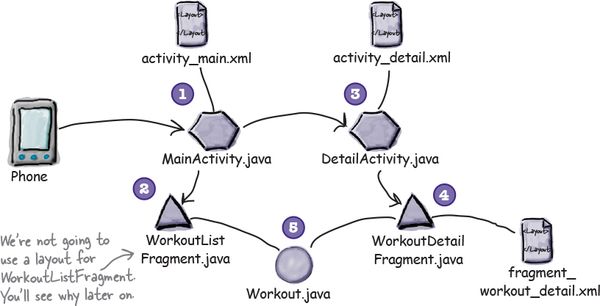 <Layout>
</Layout>
activity_main.xml
<Layout>
</Layout>
activity_detail.xml
1
3
Phone
MainActivity.java
DetailActivity.java
2
4
5
We're not going to
use a layout for
WorkoutListFragment.
You'll see why later on.
WorkoutList
Fragment.java
Workout.java
WorkoutDetail
Fragment.java
<Layout>
</Layout>
fragment_
workout_detail.xml